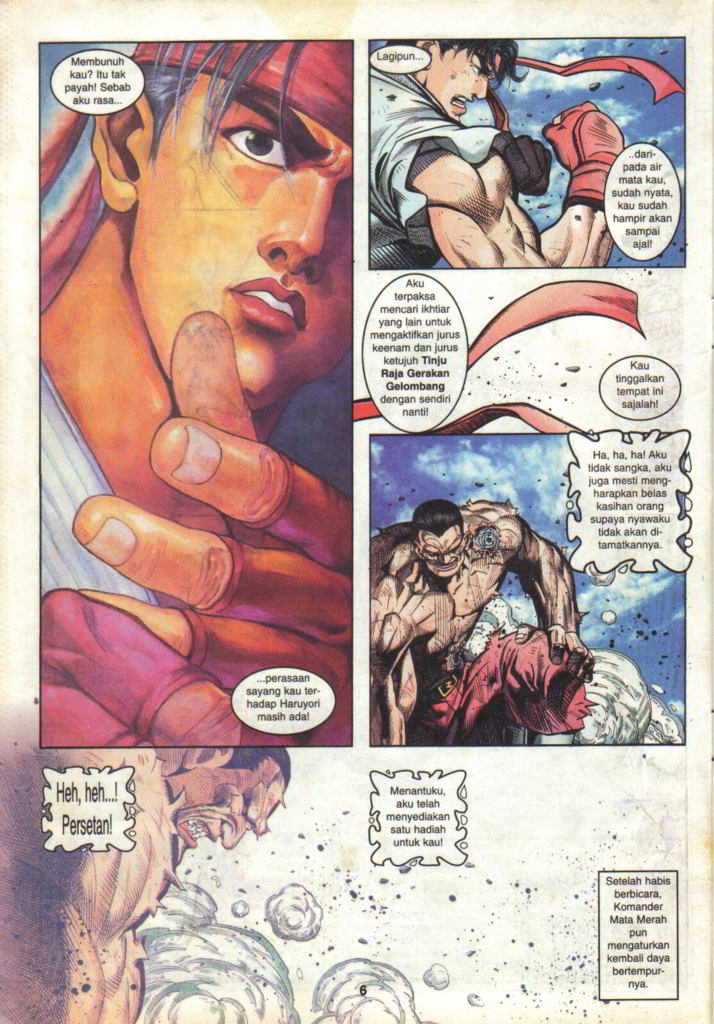 Membunuh
kau? Itu tak
payah! Sebab
aku rasa...
...perasaan
sayang kau ter-
hadap Haruyori
masih ada!
Lagipun...
..dari-
pada air
mata kau,
sudah nyata,
kau sudah
hampir akan
sampai
ajal!
Aku
terpaksa
mencari ikhtiar
yang lain untuk
mengaktifkan jurus
keenam dan jurus
ketujuh Tinju
Raja Gerakan
Gelombang
dengan sendiri
nanti!
Kau
tinggalkan
tempat ini
sajalah!
Ha, ha, ha! Aku
tidak sangka, aku
juga mesti meng-
harapkan belas
kasihan orang
supaya nyawaku
tidak akan di-
tamatkannya.
Heh, heh...!
Persetan!
Menantuku,
aku telah
menyediakan
satu hadiah
untuk kau!
Setelah habis
berbicara,
Komander
Mata Merah
pun
mengaturkan
kembali daya
bertempur-
nya.
6